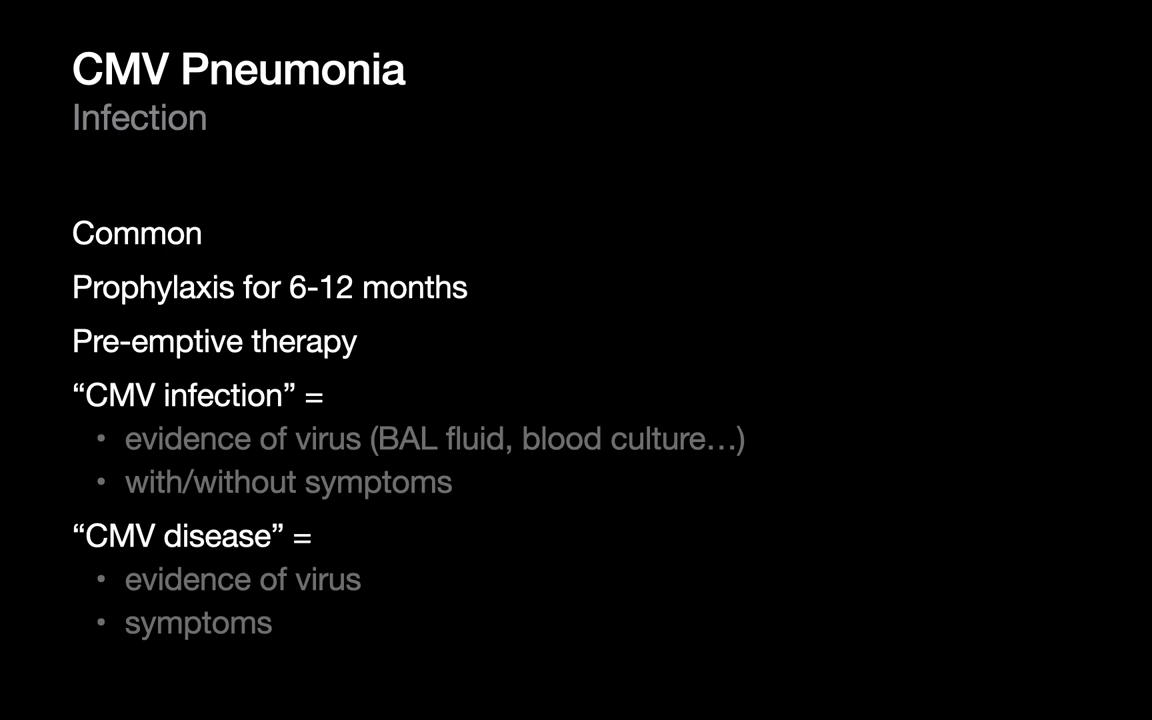 CMV Pneumonia
Infection
Common
Prophylaxis for 6-12 months
Pre-emptive therapy
“CMV infection” =
• evidence of virus (BAL fluid, blood culture…)
• with/without symptoms
“CMV disease” =
• evidence of virus
• symptoms